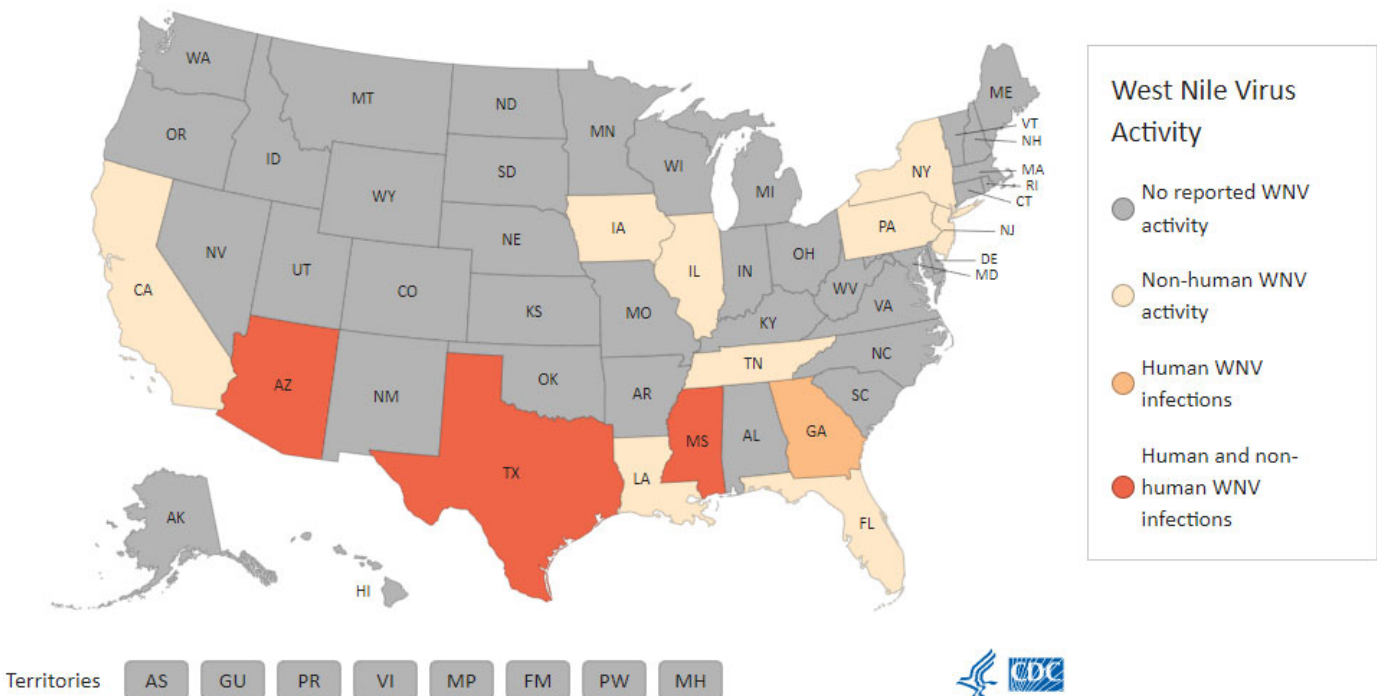 WA
MT
ND
MN
ME
VT
NH
OR
ID
SD
WI
MI
NY
MA
RI
CT
WY
NE
IA
PA
NJ
NV
UT
CO
IL
IN
OH
DE
MD
CA
KS
MO
WV
VA
KY
AZ
NM
OK
AR
TN
NC
SC
TX
LA
MS
AL
GA
FL
AK
HI
West Nile Virus
Activity
No reported WNV
activity
Non-human WNV
activity
Human WNV
infections
Human and non-
human WNV
infections
Territories AS GU PR VI MP FM PW MH
CDC